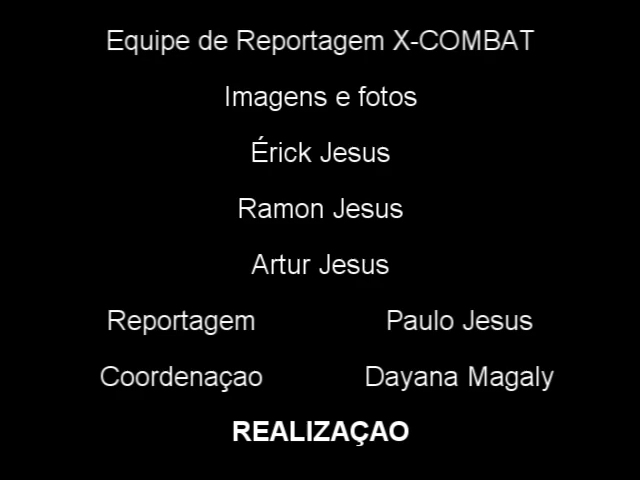 Equipe de Reportagem X-COMBAT
Imagens e fotos
Érick Jesus
Ramon Jesus
Artur Jesus
Reportagem Paulo Jesus
Coordenaçao Dayana Magaly
REALIZAÇAO